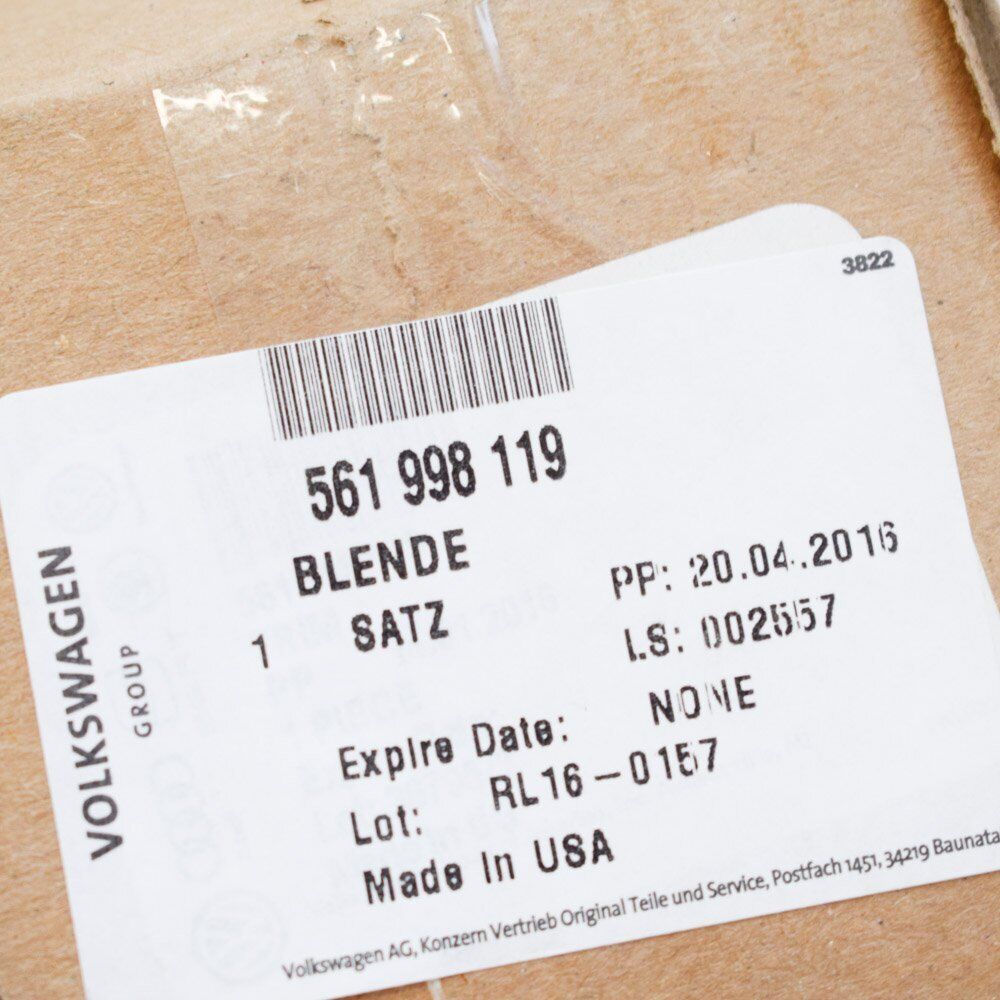 3822
561 998 119
BLENDE
1 SATZ
PP: 20.04.2016
LS: 002557
Expire Date: NONE
Lot: RL16-0157
Made In USA
VOLKSWAGEN
GROUP
Volkswagen AG, Konzern Vertrieb Original Teile und Service, Postfach 1451, 34219 Baunata